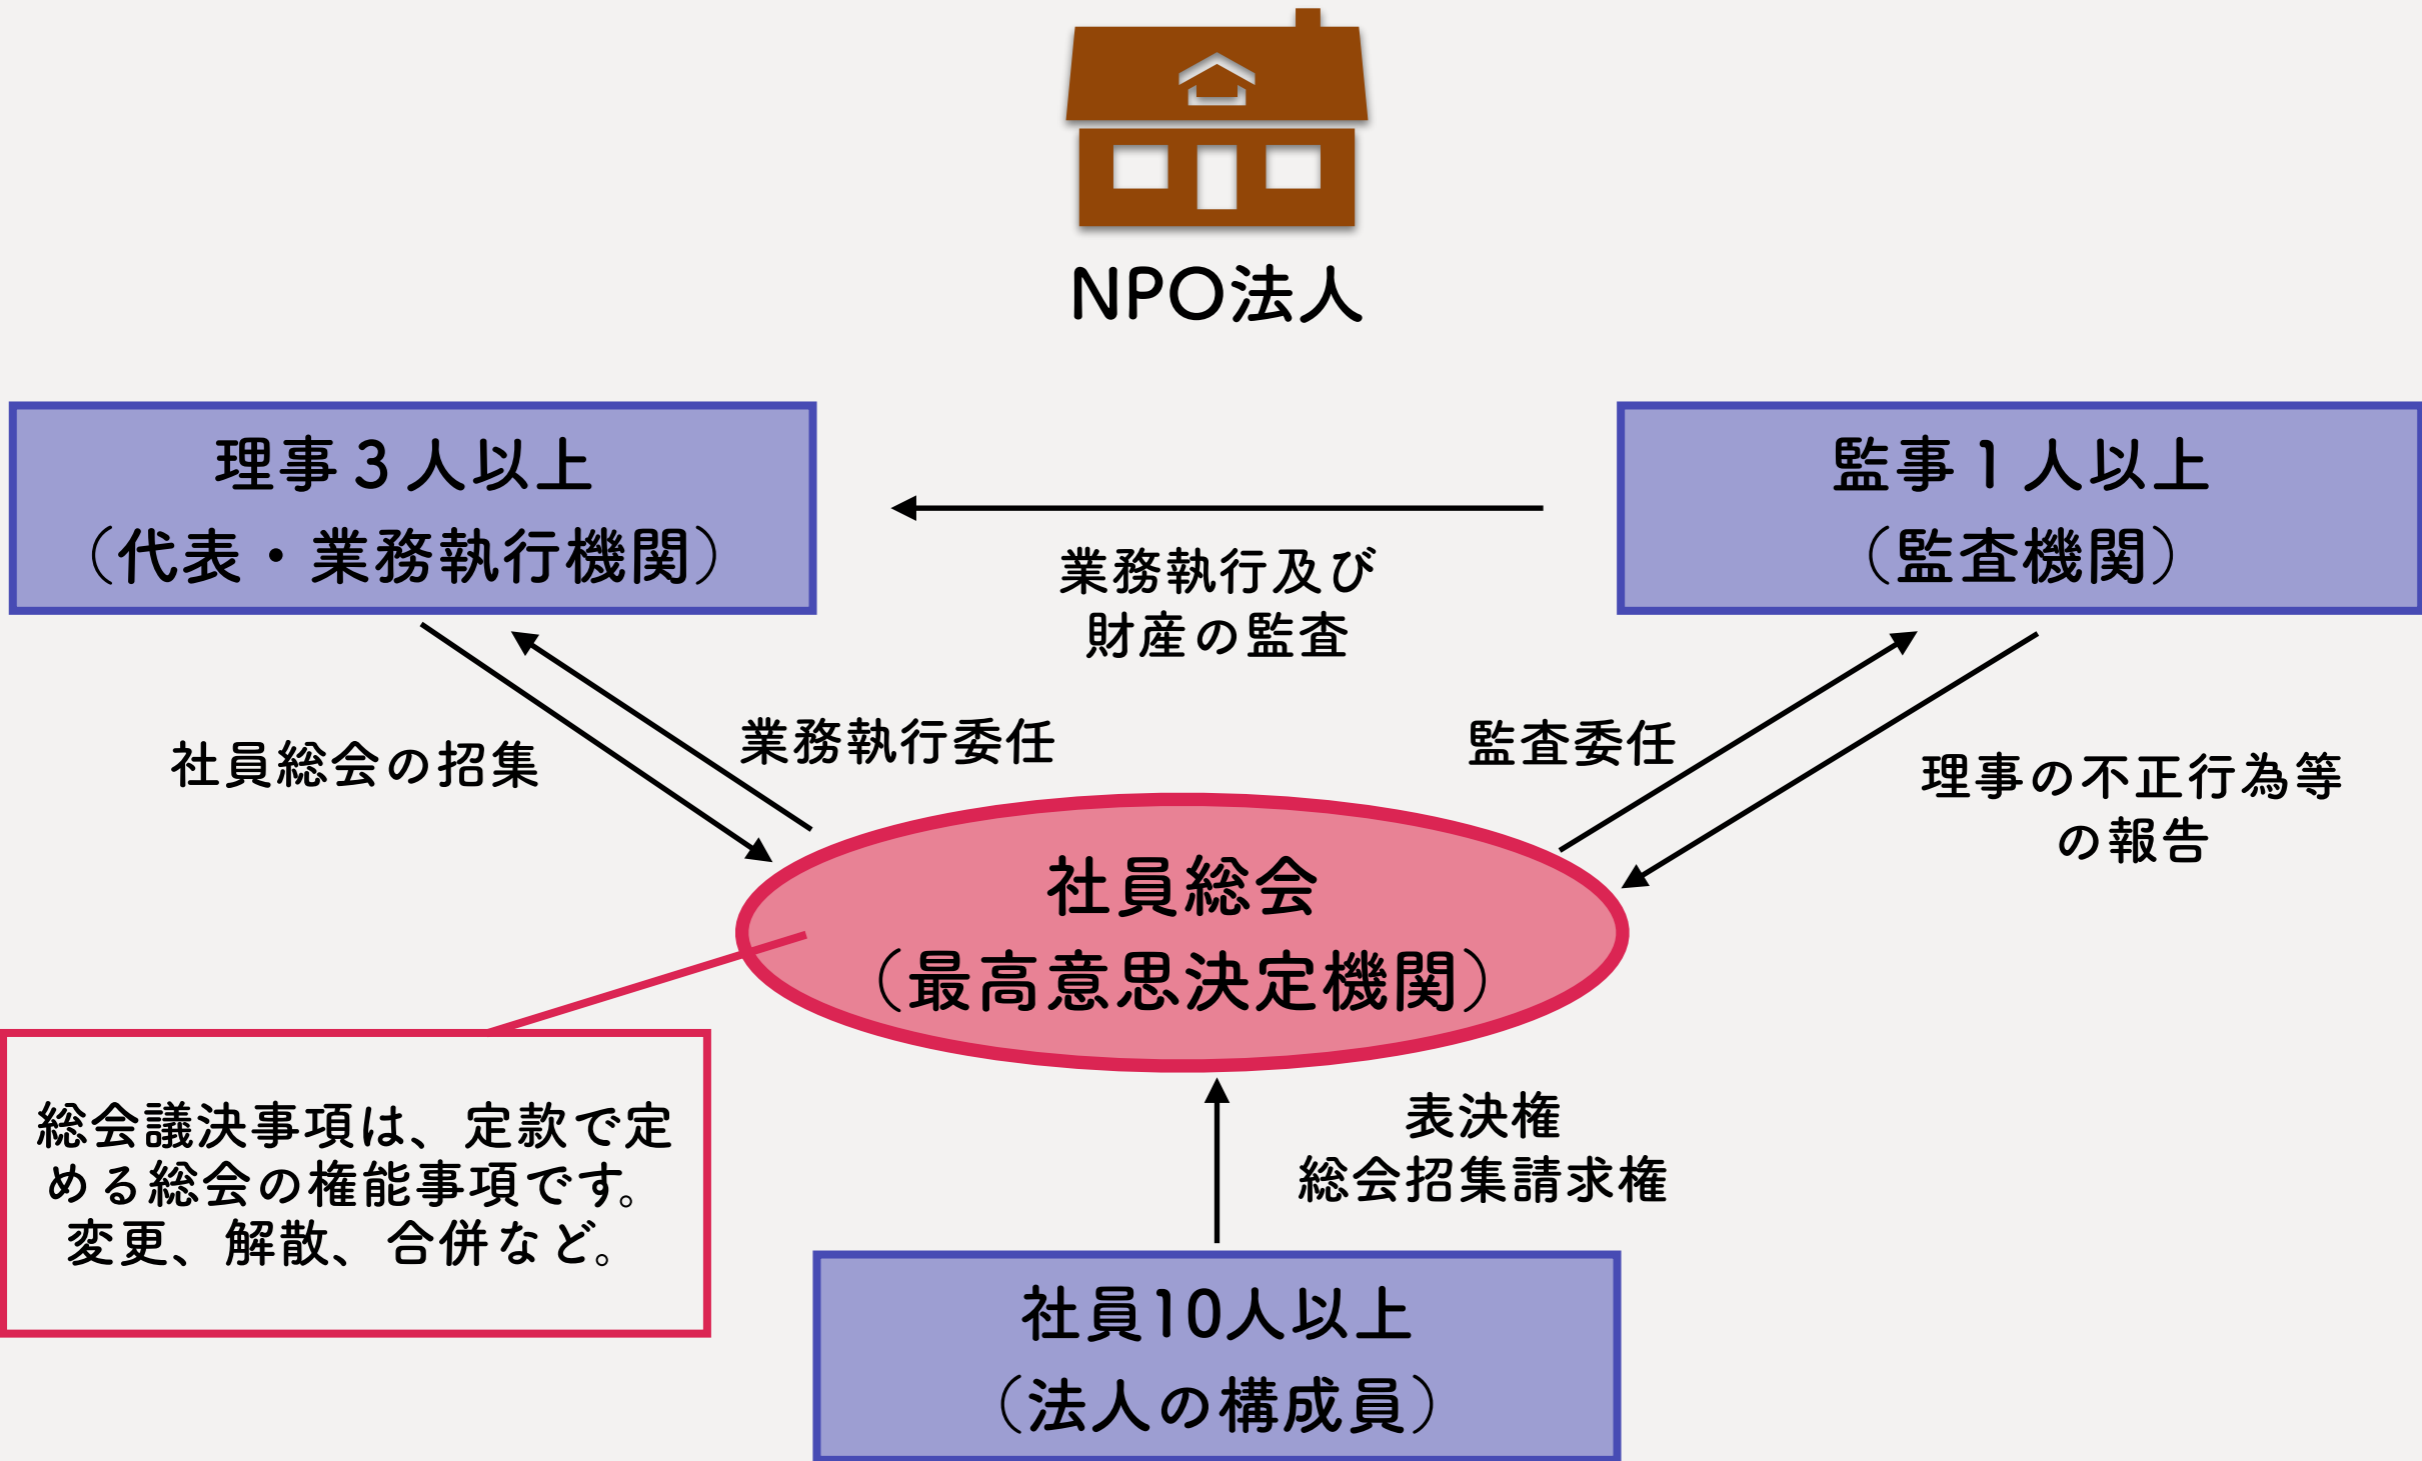 NPO法人
理事３人以上
（代表・業務執行機関）
監事１人以上
（監査機関）
業務執行及び
財産の監査
社員総会の招集
業務執行委任
監査委任
理事の不正行為等
の報告
社員総会
（最高意思決定機関）
総会議決事項は、定款で定
める総会の権能事項です。
変更、解散、合併など。
表決権
総会招集請求権
社員10人以上
（法人の構成員）